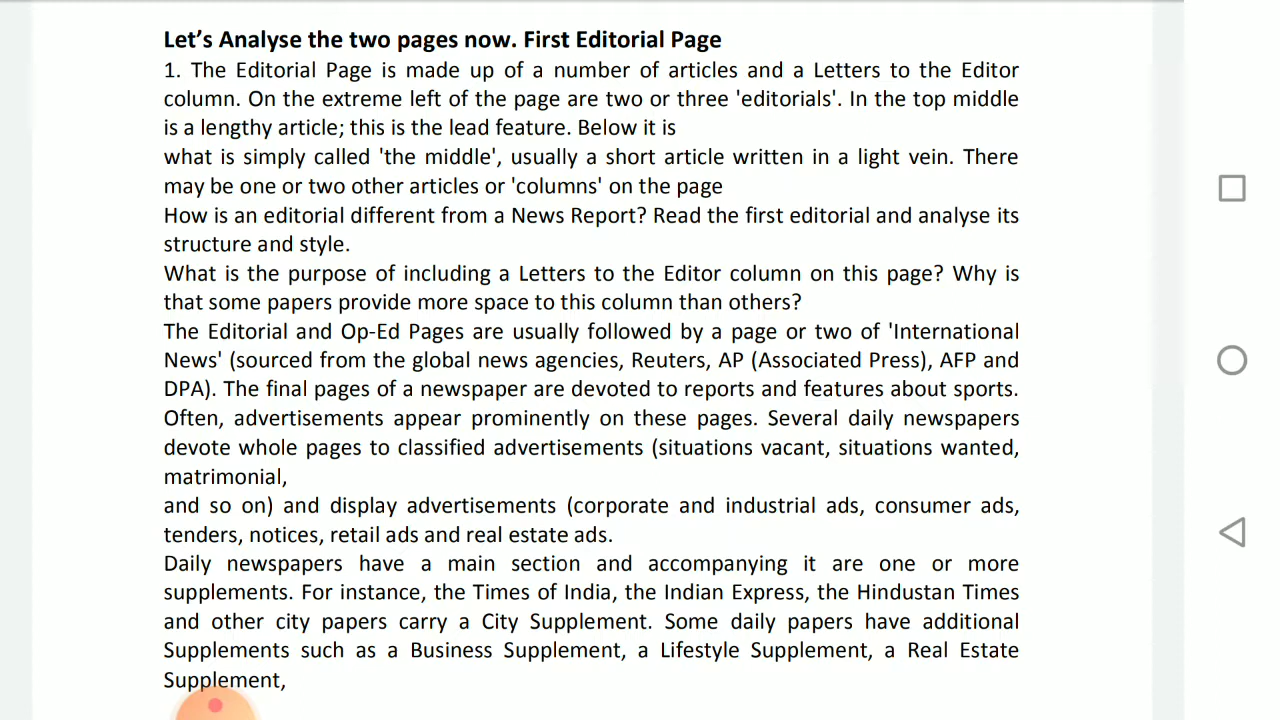 Let’s Analyse the two pages now. First Editorial Page
1. The Editorial Page is made up of a number of articles and a Letters to the Editor
column. On the extreme left of the page are two or three 'editorials'. In the top middle
is a lengthy article; this is the lead feature. Below it is
what is simply called 'the middle', usually a short article written in a light vein. There
may be one or two other articles or 'columns' on the page
How is an editorial different from a News Report? Read the first editorial and analyse its
structure and style.
What is the purpose of including a Letters to the Editor column on this page? Why is
that some papers provide more space to this column than others?
The Editorial and Op-Ed Pages are usually followed by a page or two of 'International
News' (sourced from the global news agencies, Reuters, AP (Associated Press), AFP and
DPA). The final pages of a newspaper are devoted to reports and features about sports.
Often, advertisements appear prominently on these pages. Several daily newspapers
devote whole pages to classified advertisements (situations vacant, situations wanted,
matrimonial,
and so on) and display advertisements (corporate and industrial ads, consumer ads,
tenders, notices, retail ads and real estate ads.
Daily newspapers have a main section and accompanying it are one or more
supplements. For instance, the Times of India, the Indian Express, the Hindustan Times
and other city papers carry a City Supplement. Some daily papers have additional
Supplements such as a Business Supplement, a Lifestyle Supplement, a Real Estate
Supplement,